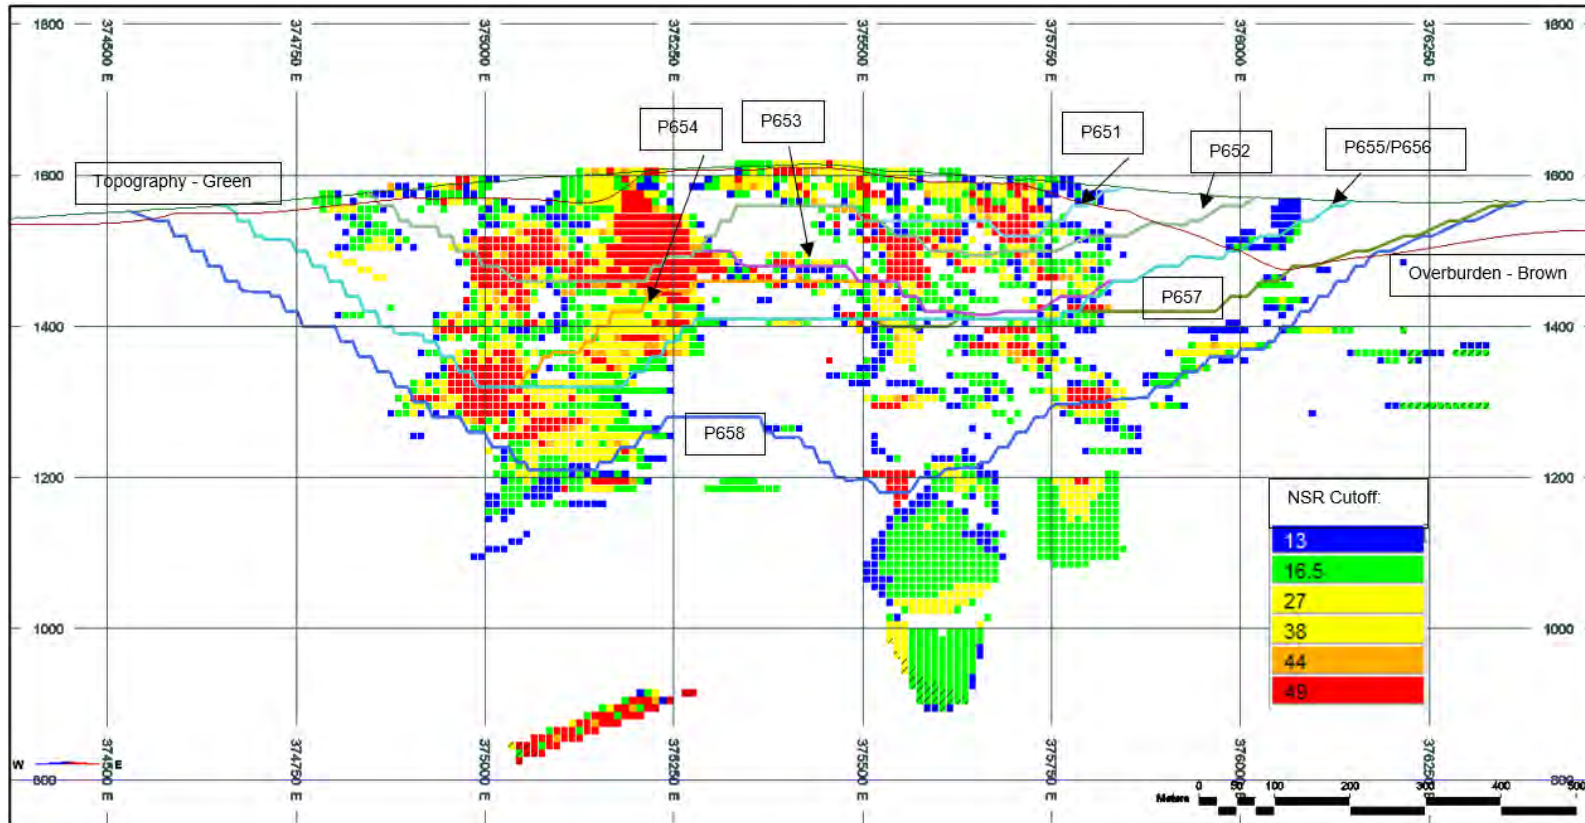 1800
374500 E
374750 E
375000 E
375250 E
375500 E
375750 E
376000 E
376250 E
1800
P654
P653
P651
P652
P655/P656
1600
Topography - Green
1600
Overburden - Brown
P657
1400
1400
P658
1200
1200
NSR Cutoff:
13
16.5
27
38
44
49
1000
1000
W
E
800
374500 E
374750 E
375000 E
375250 E
375500 E
375750 E
376000 E
376250 E
800
Meters
0
50
100
200
300
400
500